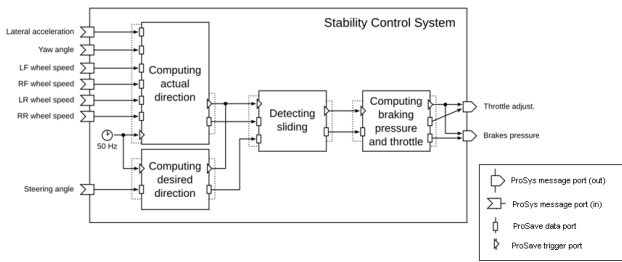 Stability Control System
Lateral acceleration
Yaw angle
LF wheel speed
RF wheel speed
LR wheel speed
RR wheel speed
50 Hz
Steering angle
Computing
actual
direction
Computing
desired
direction
Detecting
sliding
Computing
braking
pressure
and throttle
Throttle adjust.
Brakes pressure
ProSys message port (out)
ProSys message port (in)
ProSave data port
ProSave trigger port